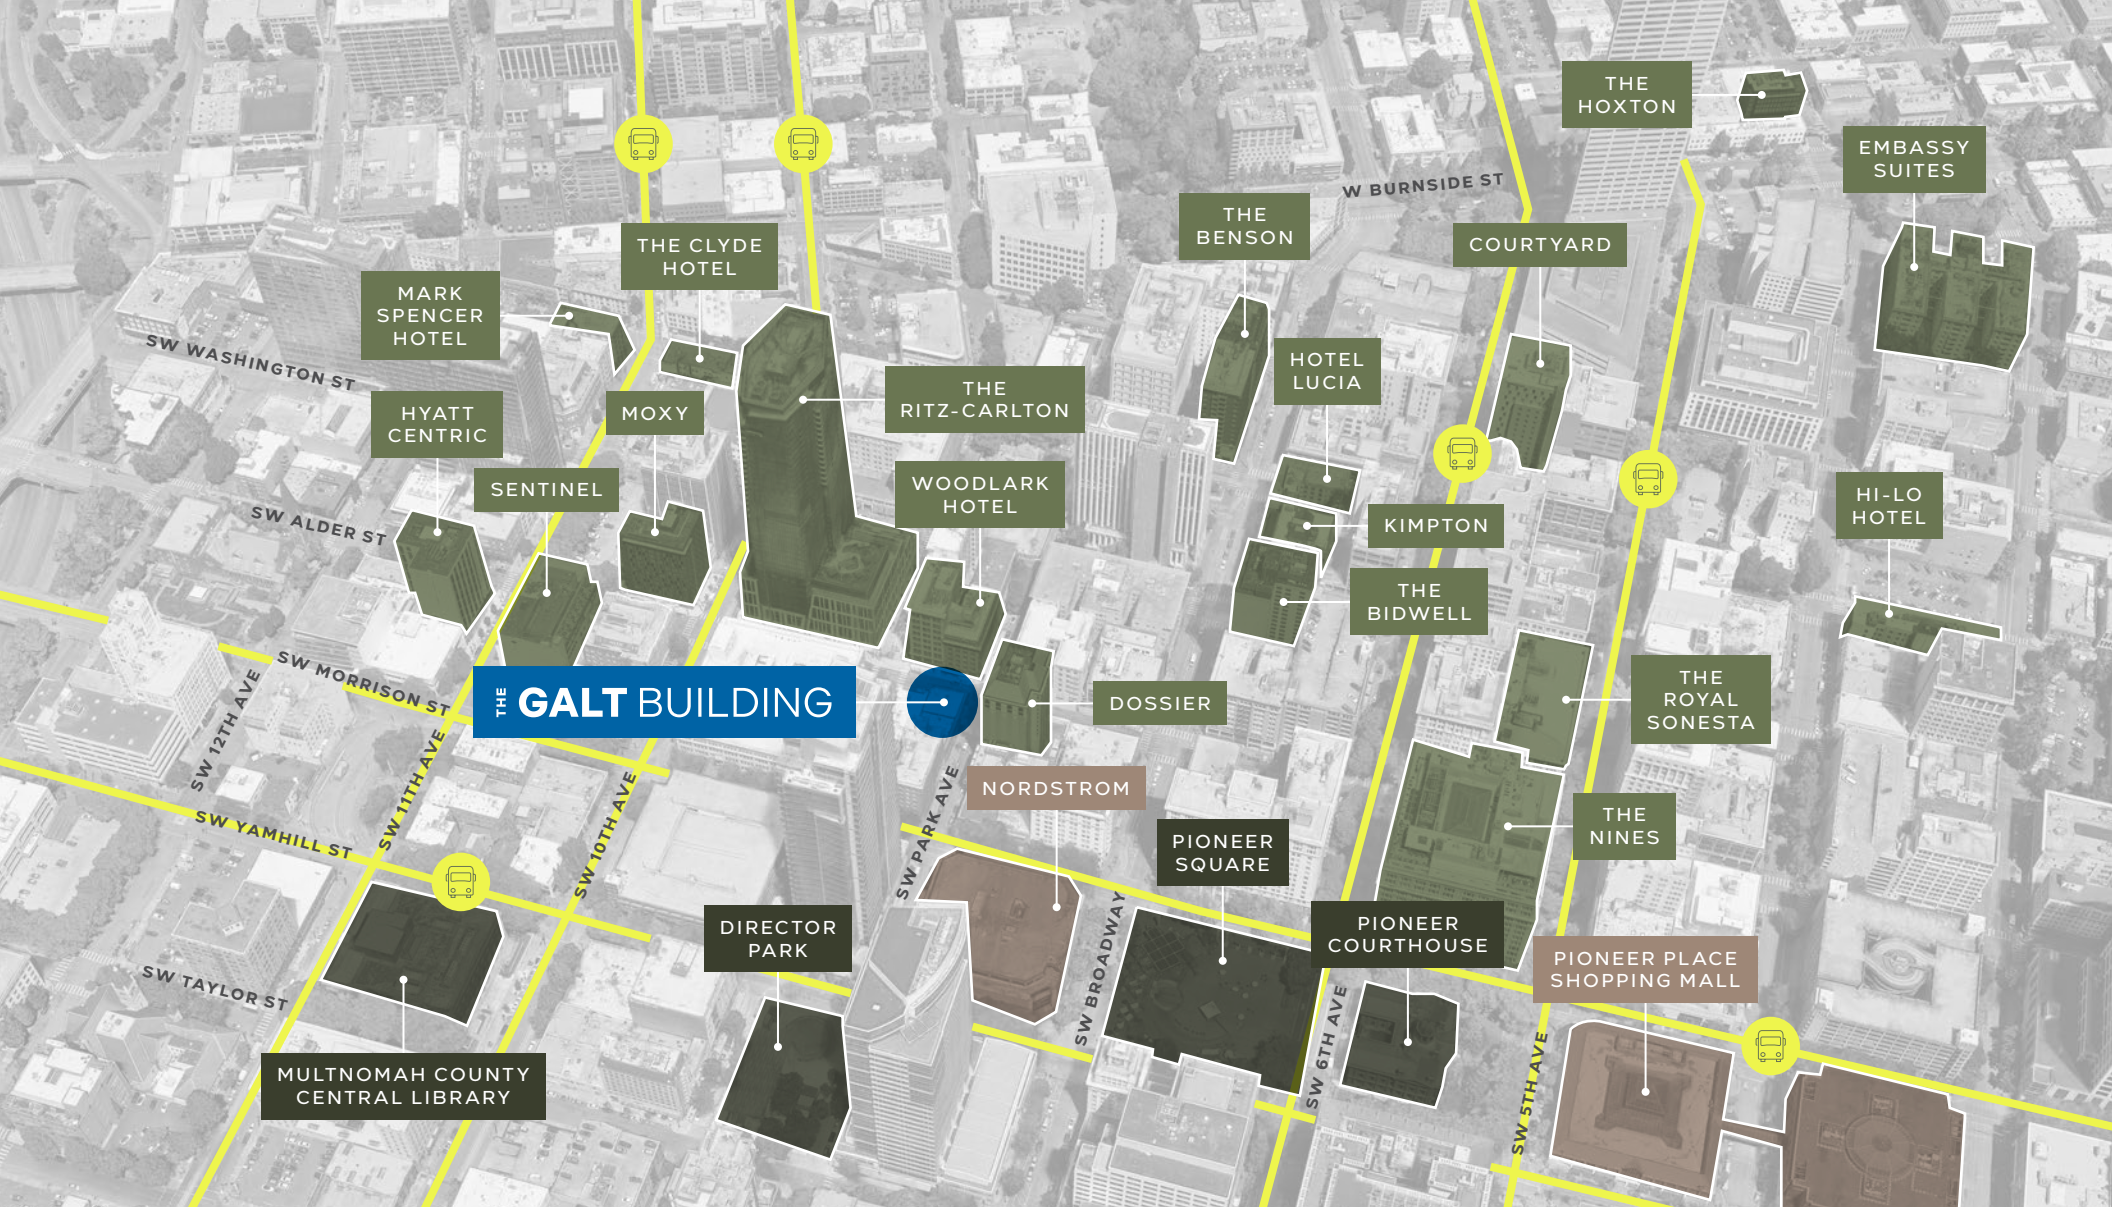 THE
HOXTON
EMBASSY
SUITES
W BURNSIDE ST
THE
BENSON
COURTYARD
THE CLYDE
HOTEL
MARK
SPENCER
HOTEL
SW WASHINGTON ST
HOTEL
LUCIA
THE
RITZ-CARLTON
HYATT
CENTRIC
MOXY
SENTINEL
WOODLARK
HOTEL
HI-LO
HOTEL
SW ALDER ST
KIMPTON
THE
BIDWELL
SW MORRISON ST
THE GALT BUILDING
DOSSIER
THE
ROYAL
SONESTA
SW 12TH AVE
SW 11TH AVE
SW 10TH AVE
SW PARK AVE
NORDSTROM
SW YAMHILL ST
PIONEER
SQUARE
THE
NINES
DIRECTOR
PARK
PIONEER
COURTHOUSE
PIONEER PLACE
SHOPPING MALL
SW TAYLOR ST
SW BROADWAY
SW 6TH AVE
SW 5TH AVE
MULTNOMAH COUNTY
CENTRAL LIBRARY